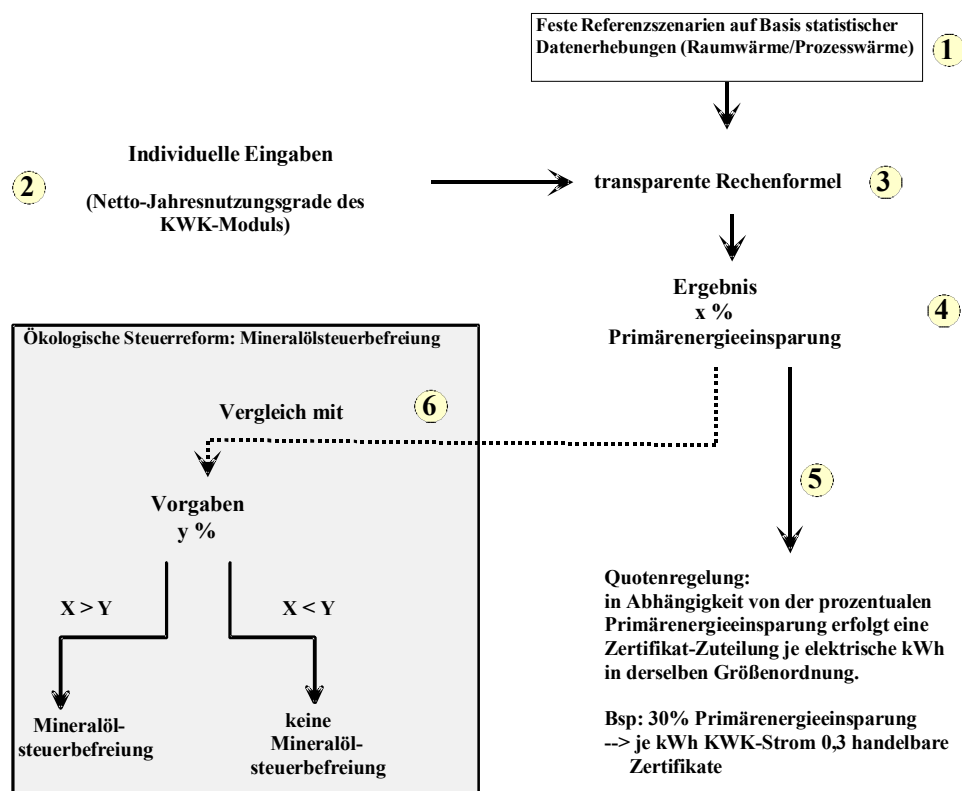 Feste Referenzszenarien auf Basis statistischer
Datenerhebungen (Raumwärme/Prozesswärme)
1
Individuelle Eingaben
2
(Netto-Jahresnutzungsgrade des
KWK-Moduls)
transparente Rechenformel
3
Ergebnis
x %
Primärenergieeinsparung
4
Ökologische Steuerreform: Mineralölsteuerbefreiung
Vergleich mit
6
5
Vorgaben
y %
X > Y
X < Y
Mineralöl-
steuerbefreiung
keine
Mineralöl-
steuerbefreiung
Quotenregelung:
in Abhängigkeit von der prozentualen
Primärenergieeinsparung erfolgt eine
Zertifikat-Zuteilung je elektrische kWh
in derselben Größenordnung.
Bsp: 30% Primärenergieeinsparung
--> je kWh KWK-Strom 0,3 handelbare
Zertifikate